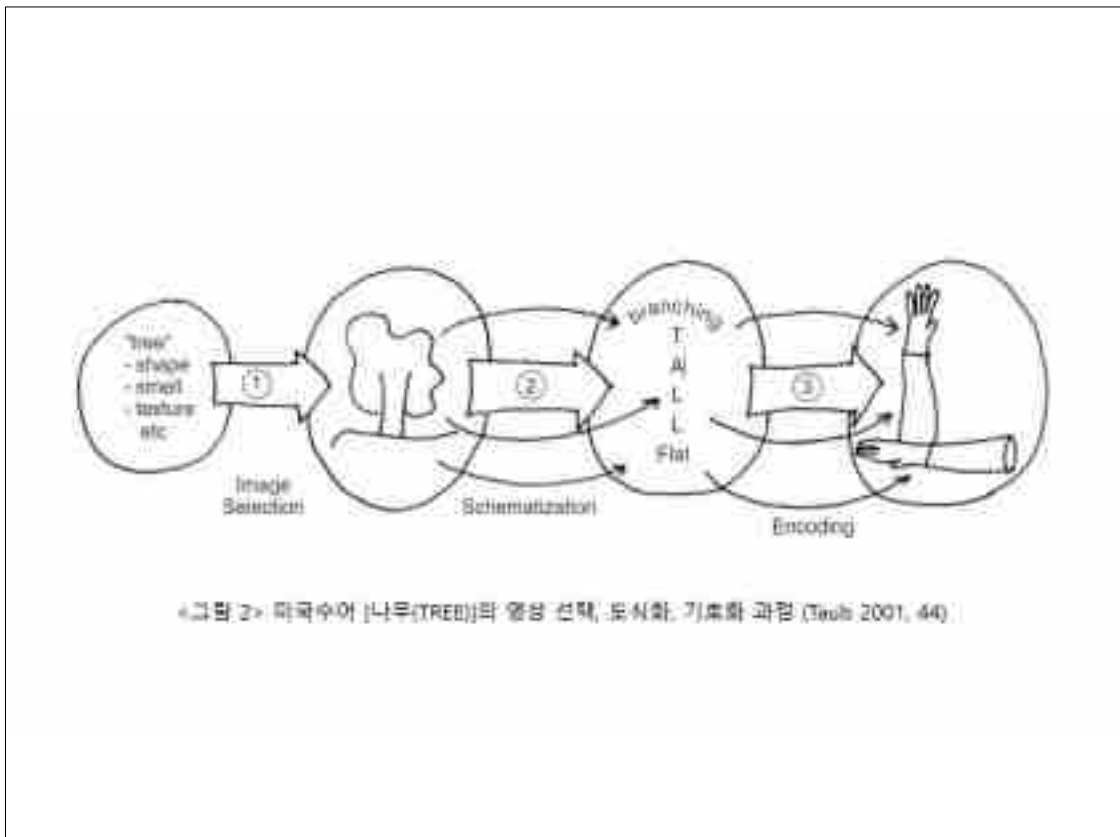 "tree"
- shape
- smell
- texture
etc
①
Image
Selection
②
Schematization
branching
T
A
L
L
Flat
③
Encoding
<그림 2> 미국수어 [나무(TREE)]의 영상 선택, 도식화, 기호화 과정 (Taub 2001, 44)